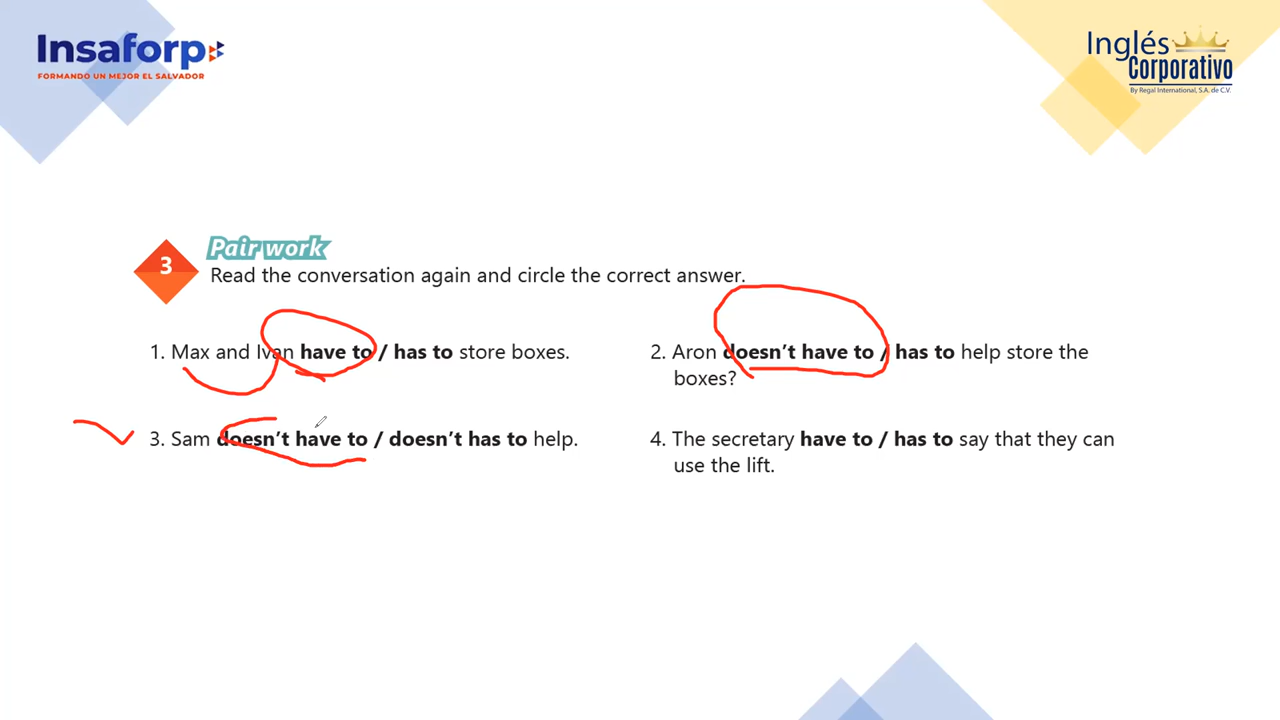 Insaforp
FORMANDO UN MEJOR EL SALVADOR
Inglés
Corporativo
By Regal International, S.A. de C.V.
3
Pair work
Read the conversation again and circle the correct answer.
1. Max and Ivan have to / has to store boxes.
2. Aron doesn't have to / has to help store the
boxes?
3. Sam doesn't have to / doesn't has to help.
4. The secretary have to / has to say that they can
use the lift.